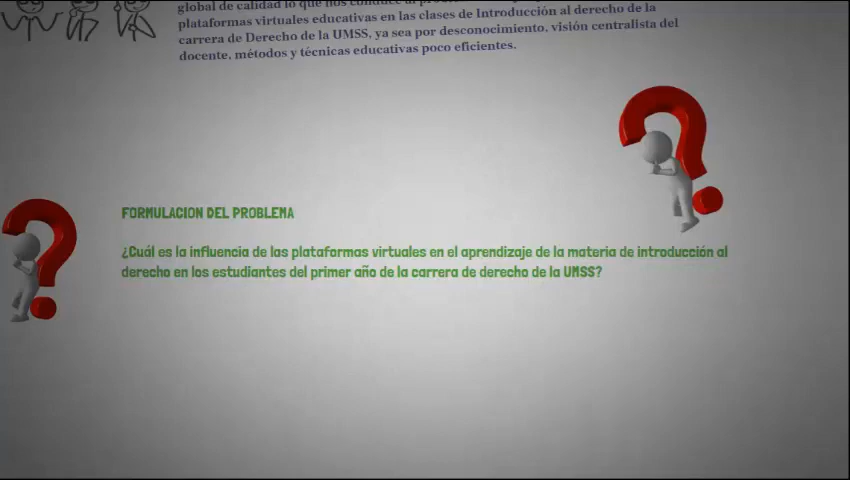 global de calidad lo que nos conduce al
plataformas virtuales educativas en las clases de Introducción al derecho de la
carrera de Derecho de la UMSS, ya sea por desconocimiento, visión centralista del
docente, métodos y técnicas educativas poco eficientes.
FORMULACION DEL PROBLEMA
¿Cuál es la influencia de las plataformas virtuales en el aprendizaje de la materia de introducción al
derecho en los estudiantes del primer año de la carrera de derecho de la UMSS?